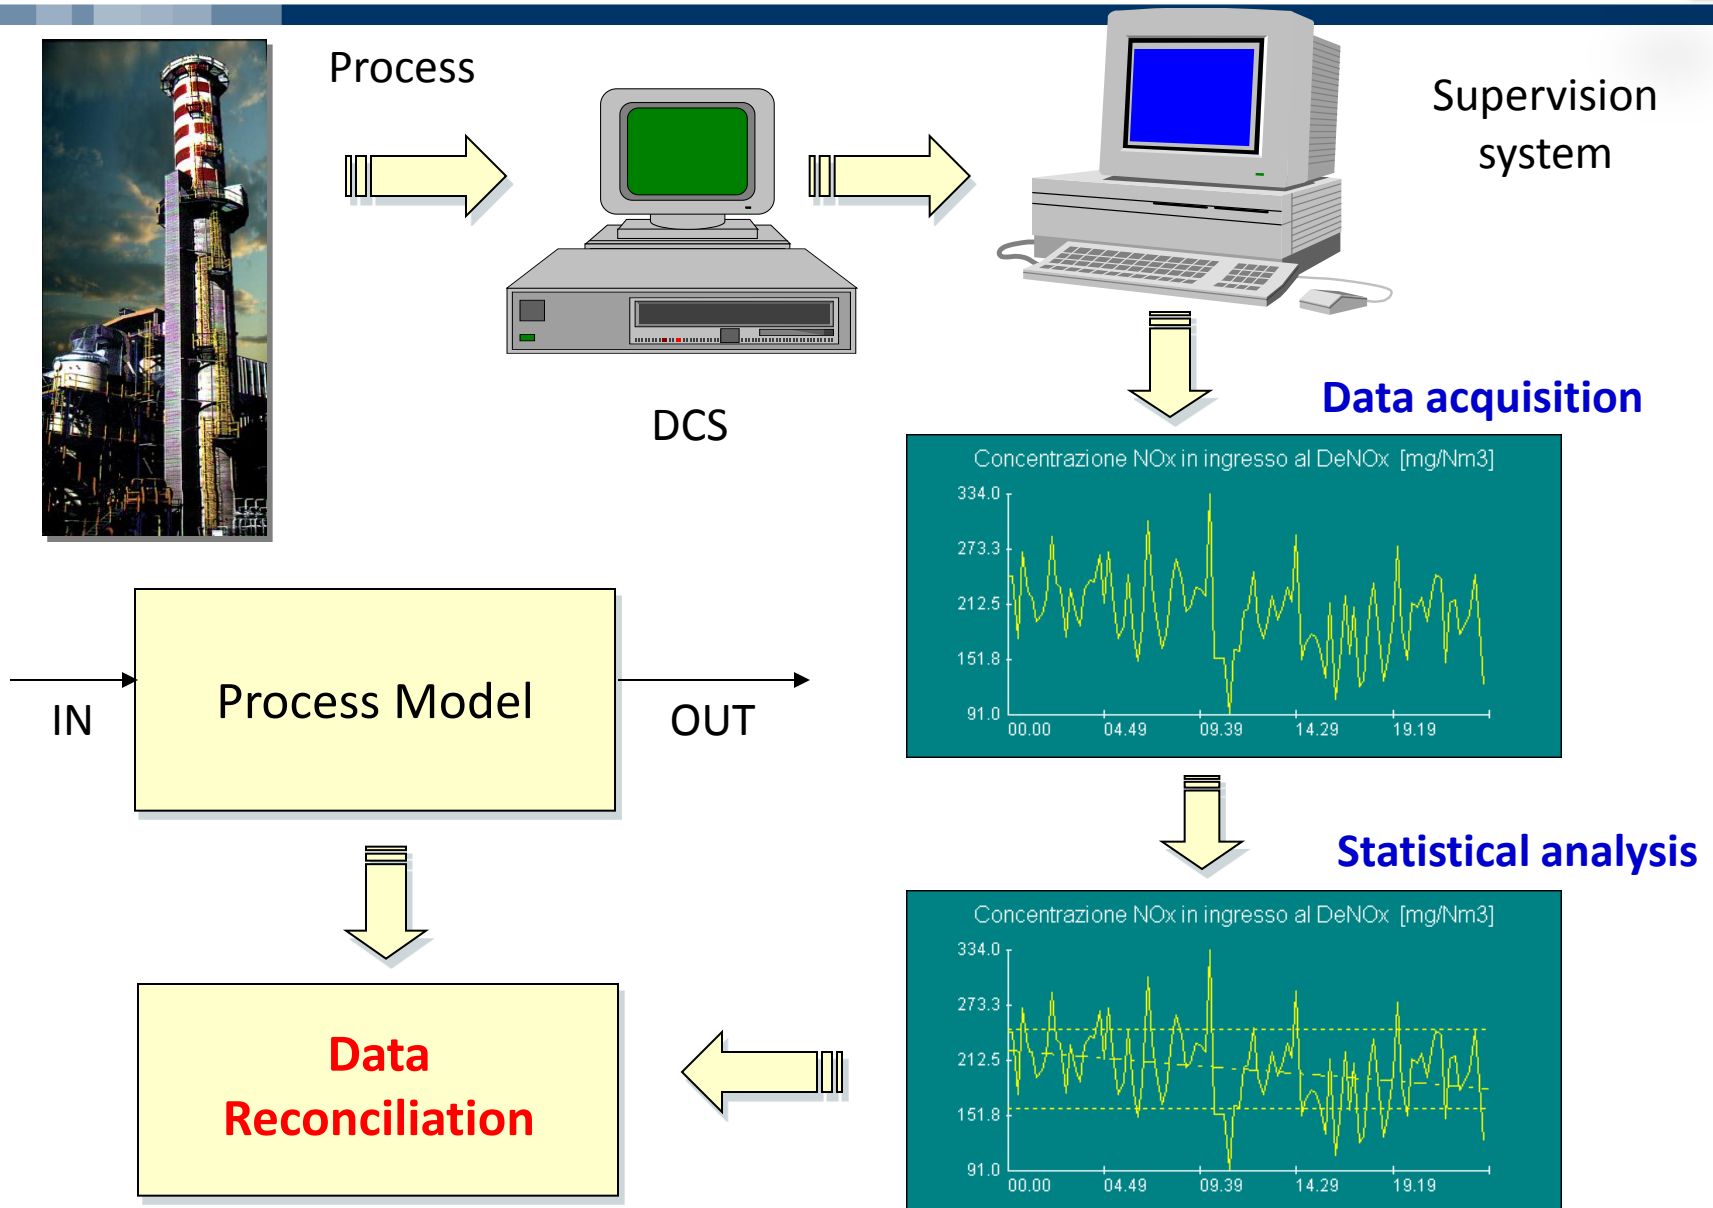 Process
Supervision
system
DCS
Data acquisition
Concentrazione NOx in ingresso al DeNOx [mg/Nm3]
334.0
273.3
212.5
151.8
91.0
00.00 04.49 09.39 14.29 19.19
IN
Process Model
OUT
Statistical analysis
Concentrazione NOx in ingresso al DeNOx [mg/Nm3]
334.0
273.3
212.5
151.8
91.0
00.00 04.49 09.39 14.29 19.19
Data
Reconciliation